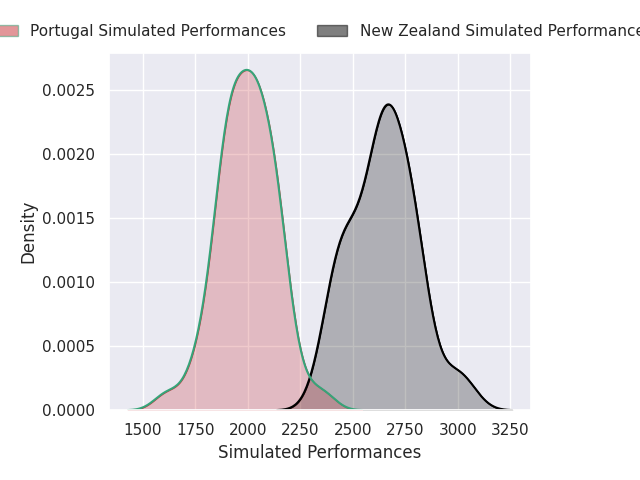 Portugal Simulated Performances
New Zealand Simulated Performance
0.0025
0.0020
0.0015
0.0010
0.0005
0.0000
Density
1500 1750 2000 2250 2500 2750 3000 3250
Simulated Performances